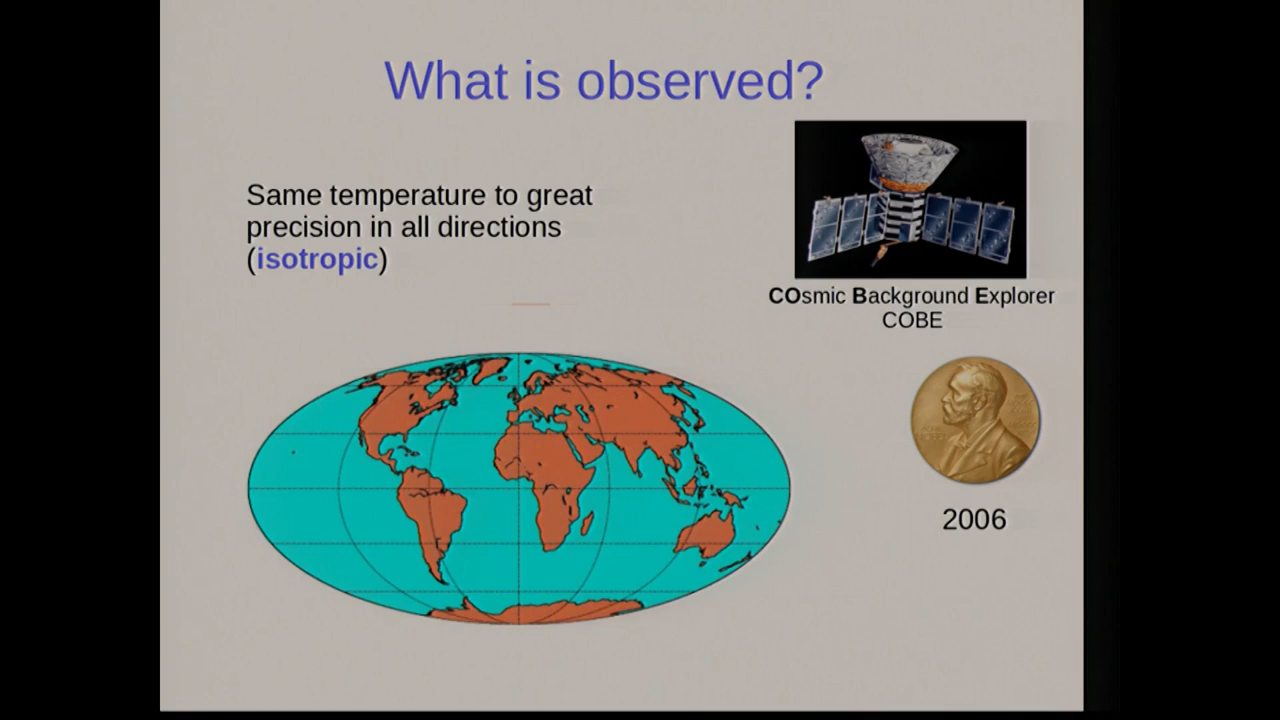 What is observed?
Same temperature to great
precision in all directions
(isotropic)
COsmic Background Explorer
COBE
2006